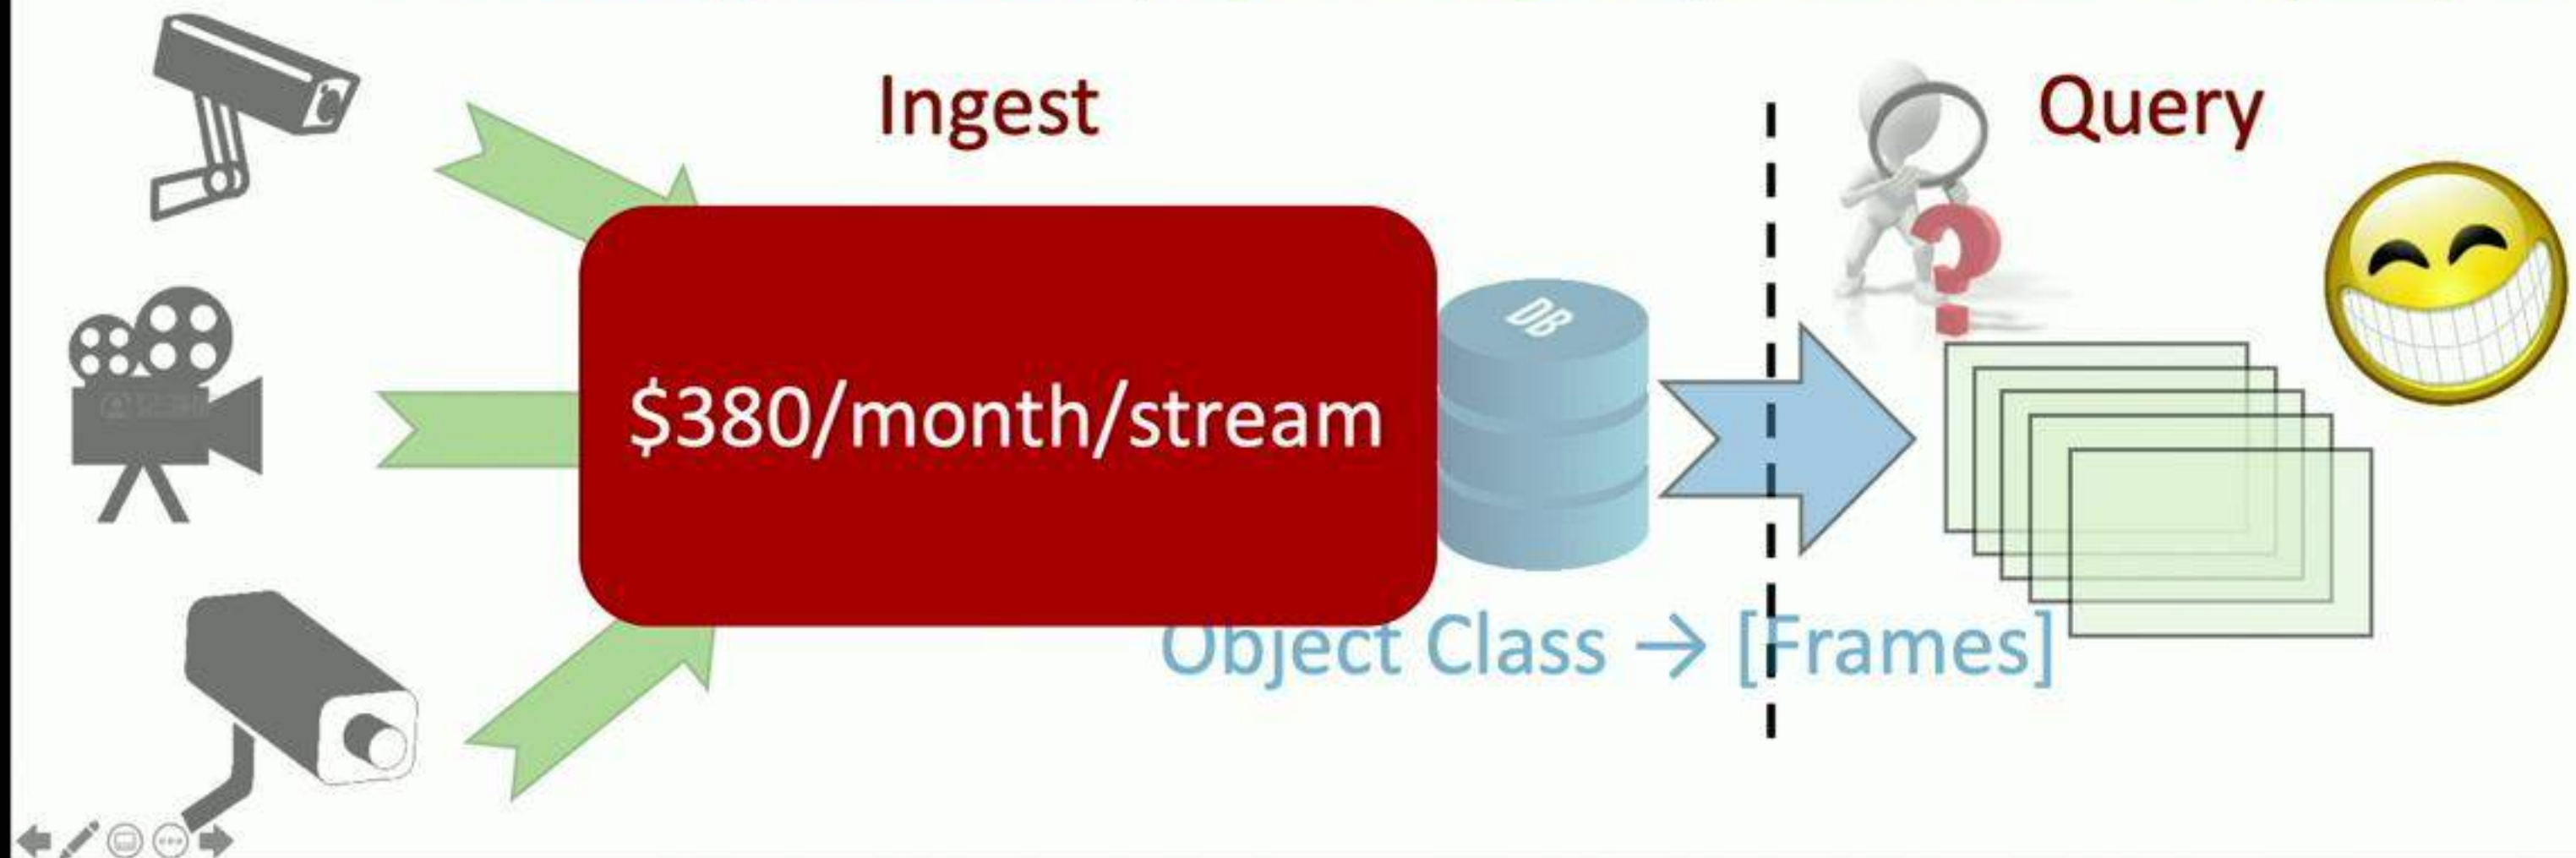 Ingest
Query
DB
$380/month/stream
Object Class → [Frames]